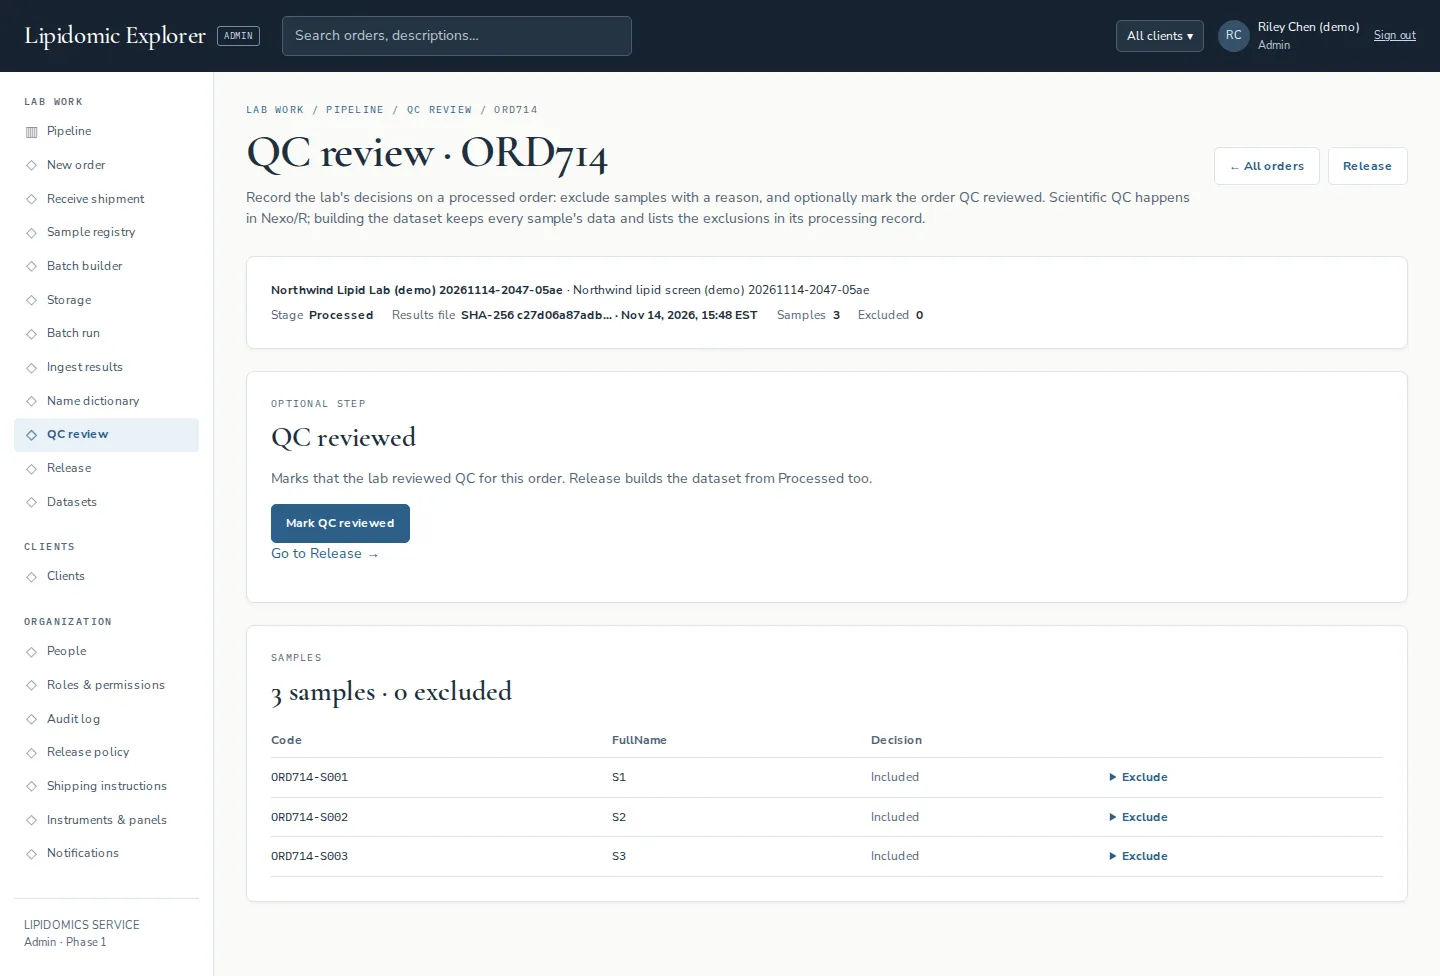 Lipidomic Explorer ADMIN
Search orders, descriptions...
All clients ▾
RC
Riley Chen (demo)
Admin
Sign out
LAB WORK
Pipeline
New order
Receive shipment
Sample registry
Batch builder
Storage
Batch run
Ingest results
Name dictionary
QC review
Release
Datasets
CLIENTS
Clients
ORGANIZATION
People
Roles & permissions
Audit log
Release policy
Shipping instructions
Instruments & panels
Notifications
LIPIDOMICS SERVICE
Admin · Phase 1
LAB WORK / PIPELINE / QC REVIEW / ORD714
QC review · ORD714
← All orders
Release
Record the lab's decisions on a processed order: exclude samples with a reason, and optionally mark the order QC reviewed. Scientific QC happens
in Nexo/R; building the dataset keeps every sample's data and lists the exclusions in its processing record.
Northwind Lipid Lab (demo) 20261114-2047-05ae · Northwind lipid screen (demo) 20261114-2047-05ae
Stage Processed Results file SHA-256 c27d06a87adb... · Nov 14, 2026, 15:48 EST Samples 3 Excluded 0
OPTIONAL STEP
QC reviewed
Marks that the lab reviewed QC for this order. Release builds the dataset from Processed too.
Mark QC reviewed
Go to Release →
SAMPLES
3 samples · 0 excluded
Code FullName Decision
ORD714-S001 S1 Included ▶ Exclude
ORD714-S002 S2 Included ▶ Exclude
ORD714-S003 S3 Included ▶ Exclude